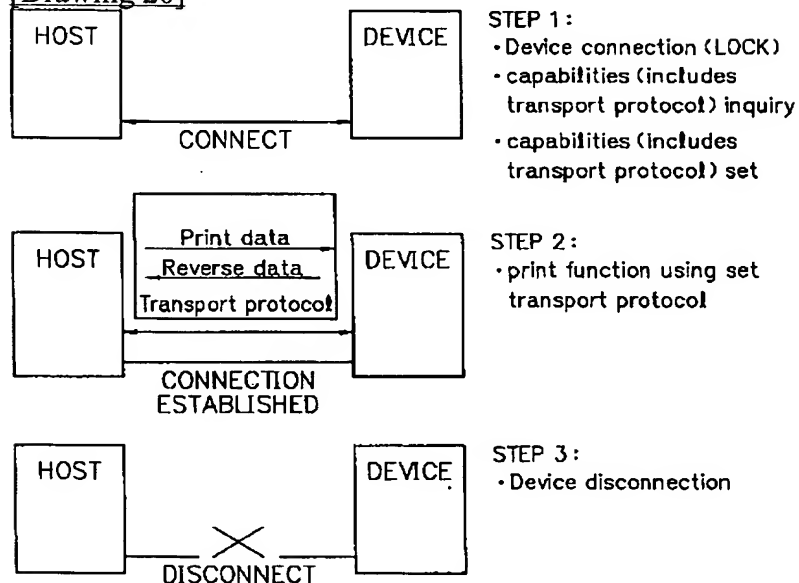 [Drawing 20]
HOST
DEVICE
CONNECT
STEP 1:
・Device connection (LOCK)
・capabilities (includes
transport protocol) inquiry
・capabilities (includes
transport protocol) set
HOST
Print data
Reverse data
Transport protocol
DEVICE
CONNECTION
ESTABLISHED
STEP 2:
・print function using set
transport protocol
HOST
DEVICE
DISCONNECT
STEP 3:
・Device disconnection